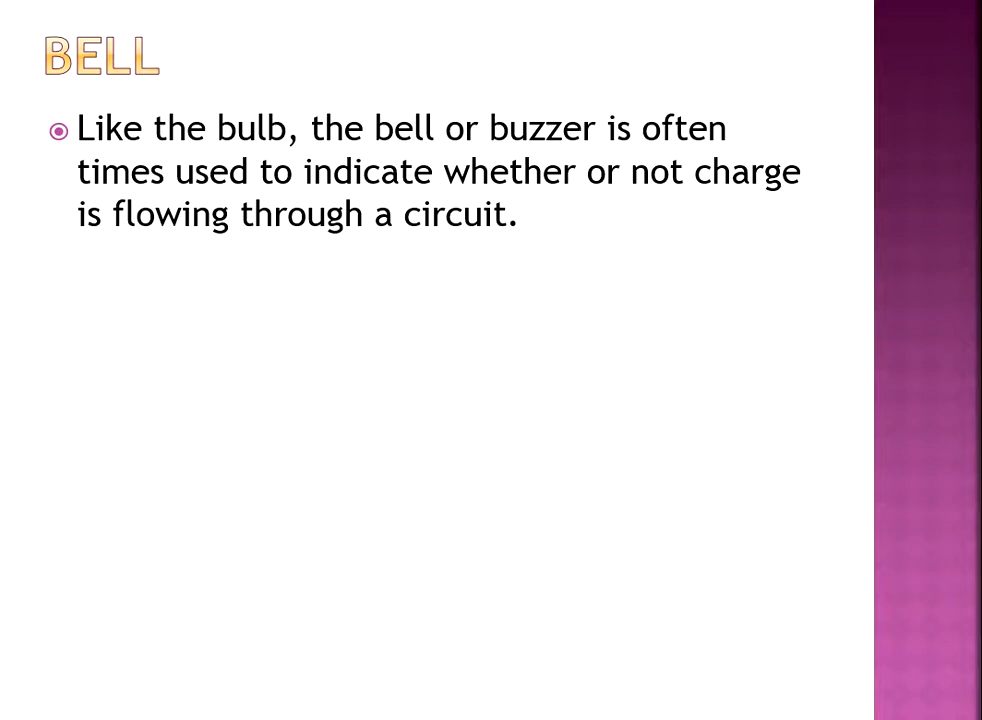 BELL
Like the bulb, the bell or buzzer is often
times used to indicate whether or not charge
is flowing through a circuit.